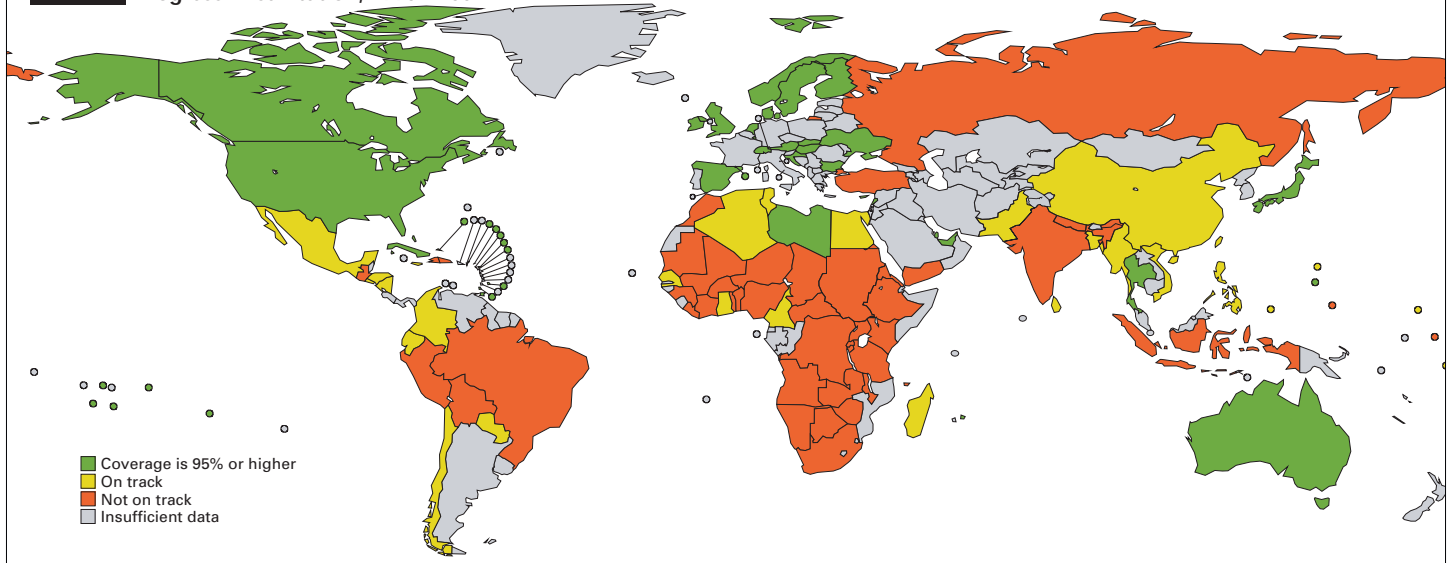 Coverage is 95% or higher
On track
Not on track
Insufficient data